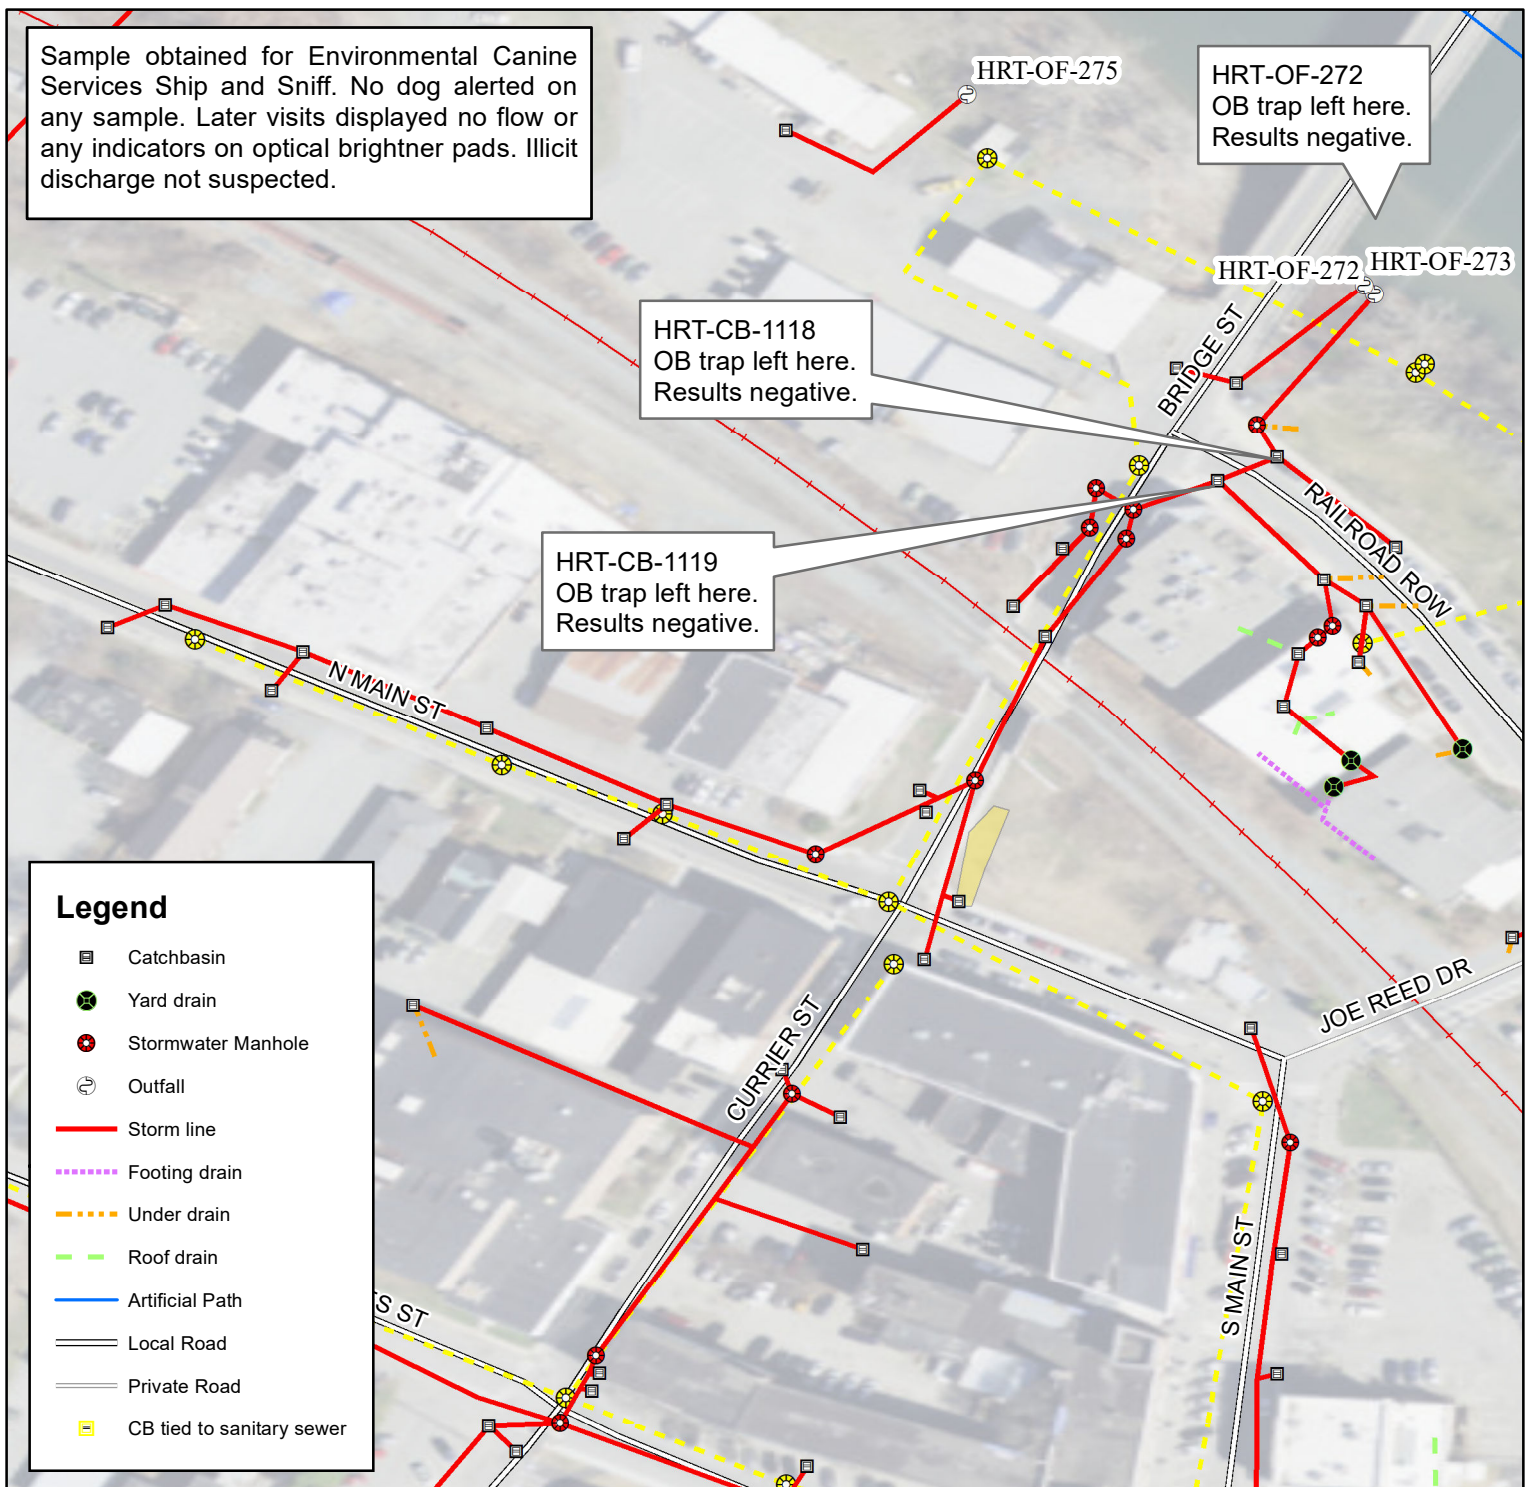 Sample obtained for Environmental Canine
Services Ship and Sniff. No dog alerted on
any sample. Later visits displayed no flow or
any indicators on optical brightner pads. Illicit
discharge not suspected.
HRT-OF-275
HRT-OF-272
OB trap left here.
Results negative.
HRT-OF-272
HRT-OF-273
HRT-CB-1118
OB trap left here.
Results negative.
BRIDGE ST
RAILROAD ROW
HRT-CB-1119
OB trap left here.
Results negative.
N MAIN ST
JOE REED DR
CURRIER ST
S MAIN ST
ES ST
Legend
Catchbasin
Yard drain
Stormwater Manhole
Outfall
Storm line
Footing drain
Under drain
Roof drain
Artificial Path
Local Road
Private Road
CB tied to sanitary sewer